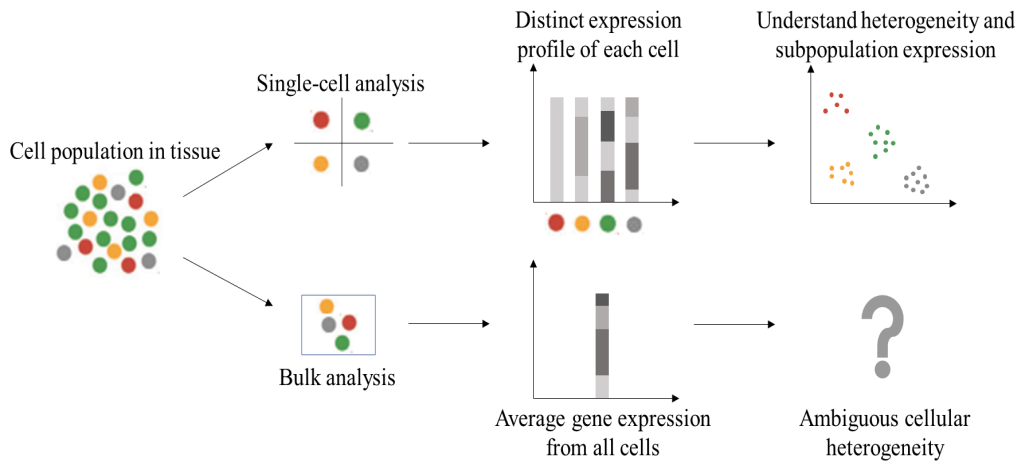 Distinct expression
profile of each cell
Understand heterogeneity and
subpopulation expression
Single-cell analysis
Cell population in tissue
Bulk analysis
Average gene expression
from all cells
?
Ambiguous cellular
heterogeneity